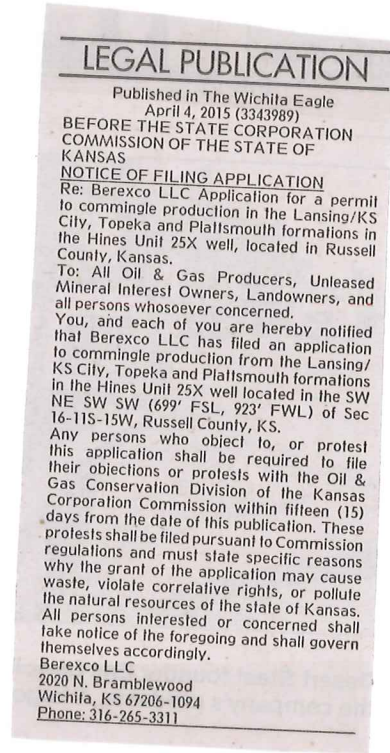 LEGAL PUBLICATION
Published in The Wichita Eagle
April 4, 2015 (3343989)
BEFORE THE STATE CORPORATION
COMMISSION OF THE STATE OF
KANSAS
NOTICE OF FILING APPLICATION
Re: Berexco LLC Application for a permit
to commingle production in the Lansing/KS
City, Topeka and Plattsmouth formations in
the Hines Unit 25X well, located in Russell
County, Kansas.
To: All Oil & Gas Producers, Unleased
Mineral Interest Owners, Landowners, and
all persons whosoever concerned.
You, and each of you are hereby notified
that Berexco LLC has filed an application
to commingle production from the Lansing/
KS City, Topeka and Plattsmouth formations
in the Hines Unit 25X well located in the SW
NE SW SW (699' FSL, 923' FWL) of Sec
16-11S-15W, Russell County, KS.
Any persons who object to, or protest
this application shall be required to file
their objections or protests with the Oil &
Gas Conservation Division of the Kansas
Corporation Commission within fifteen (15)
days from the date of this publication. These
protests shall be filed pursuant to Commission
regulations and must state specific reasons
why the grant of the application may cause
waste, violate correlative rights, or pollute
the natural resources of the state of Kansas.
All persons interested or concerned shall
take notice of the foregoing and shall govern
themselves accordingly.
Berexco LLC
2020 N. Bramblewood
Wichita, KS 67206-1094
Phone: 316-265-3311